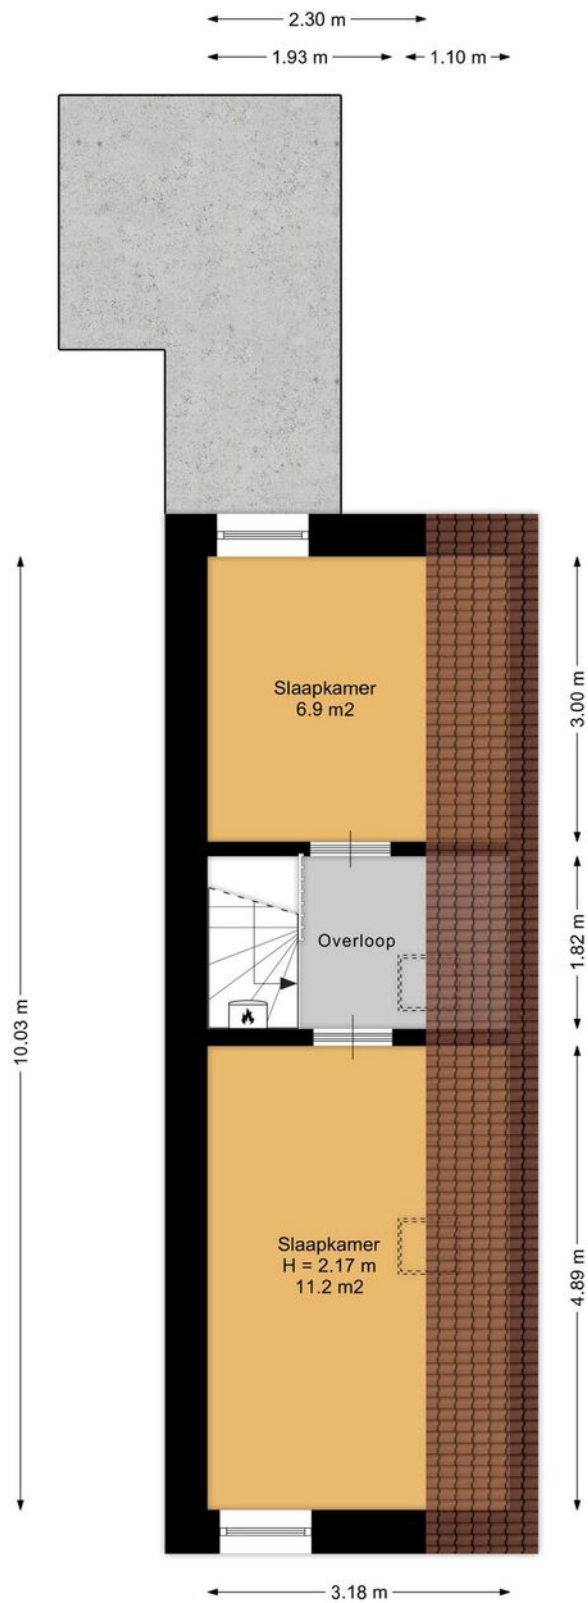 2.30 m
1.93 m
1.10 m
Slaapkamer
6.9 m2
3.00 m
Overloop
1.82 m
10.03 m
Slaapkamer
H = 2.17 m
11.2 m2
4.89 m
3.18 m